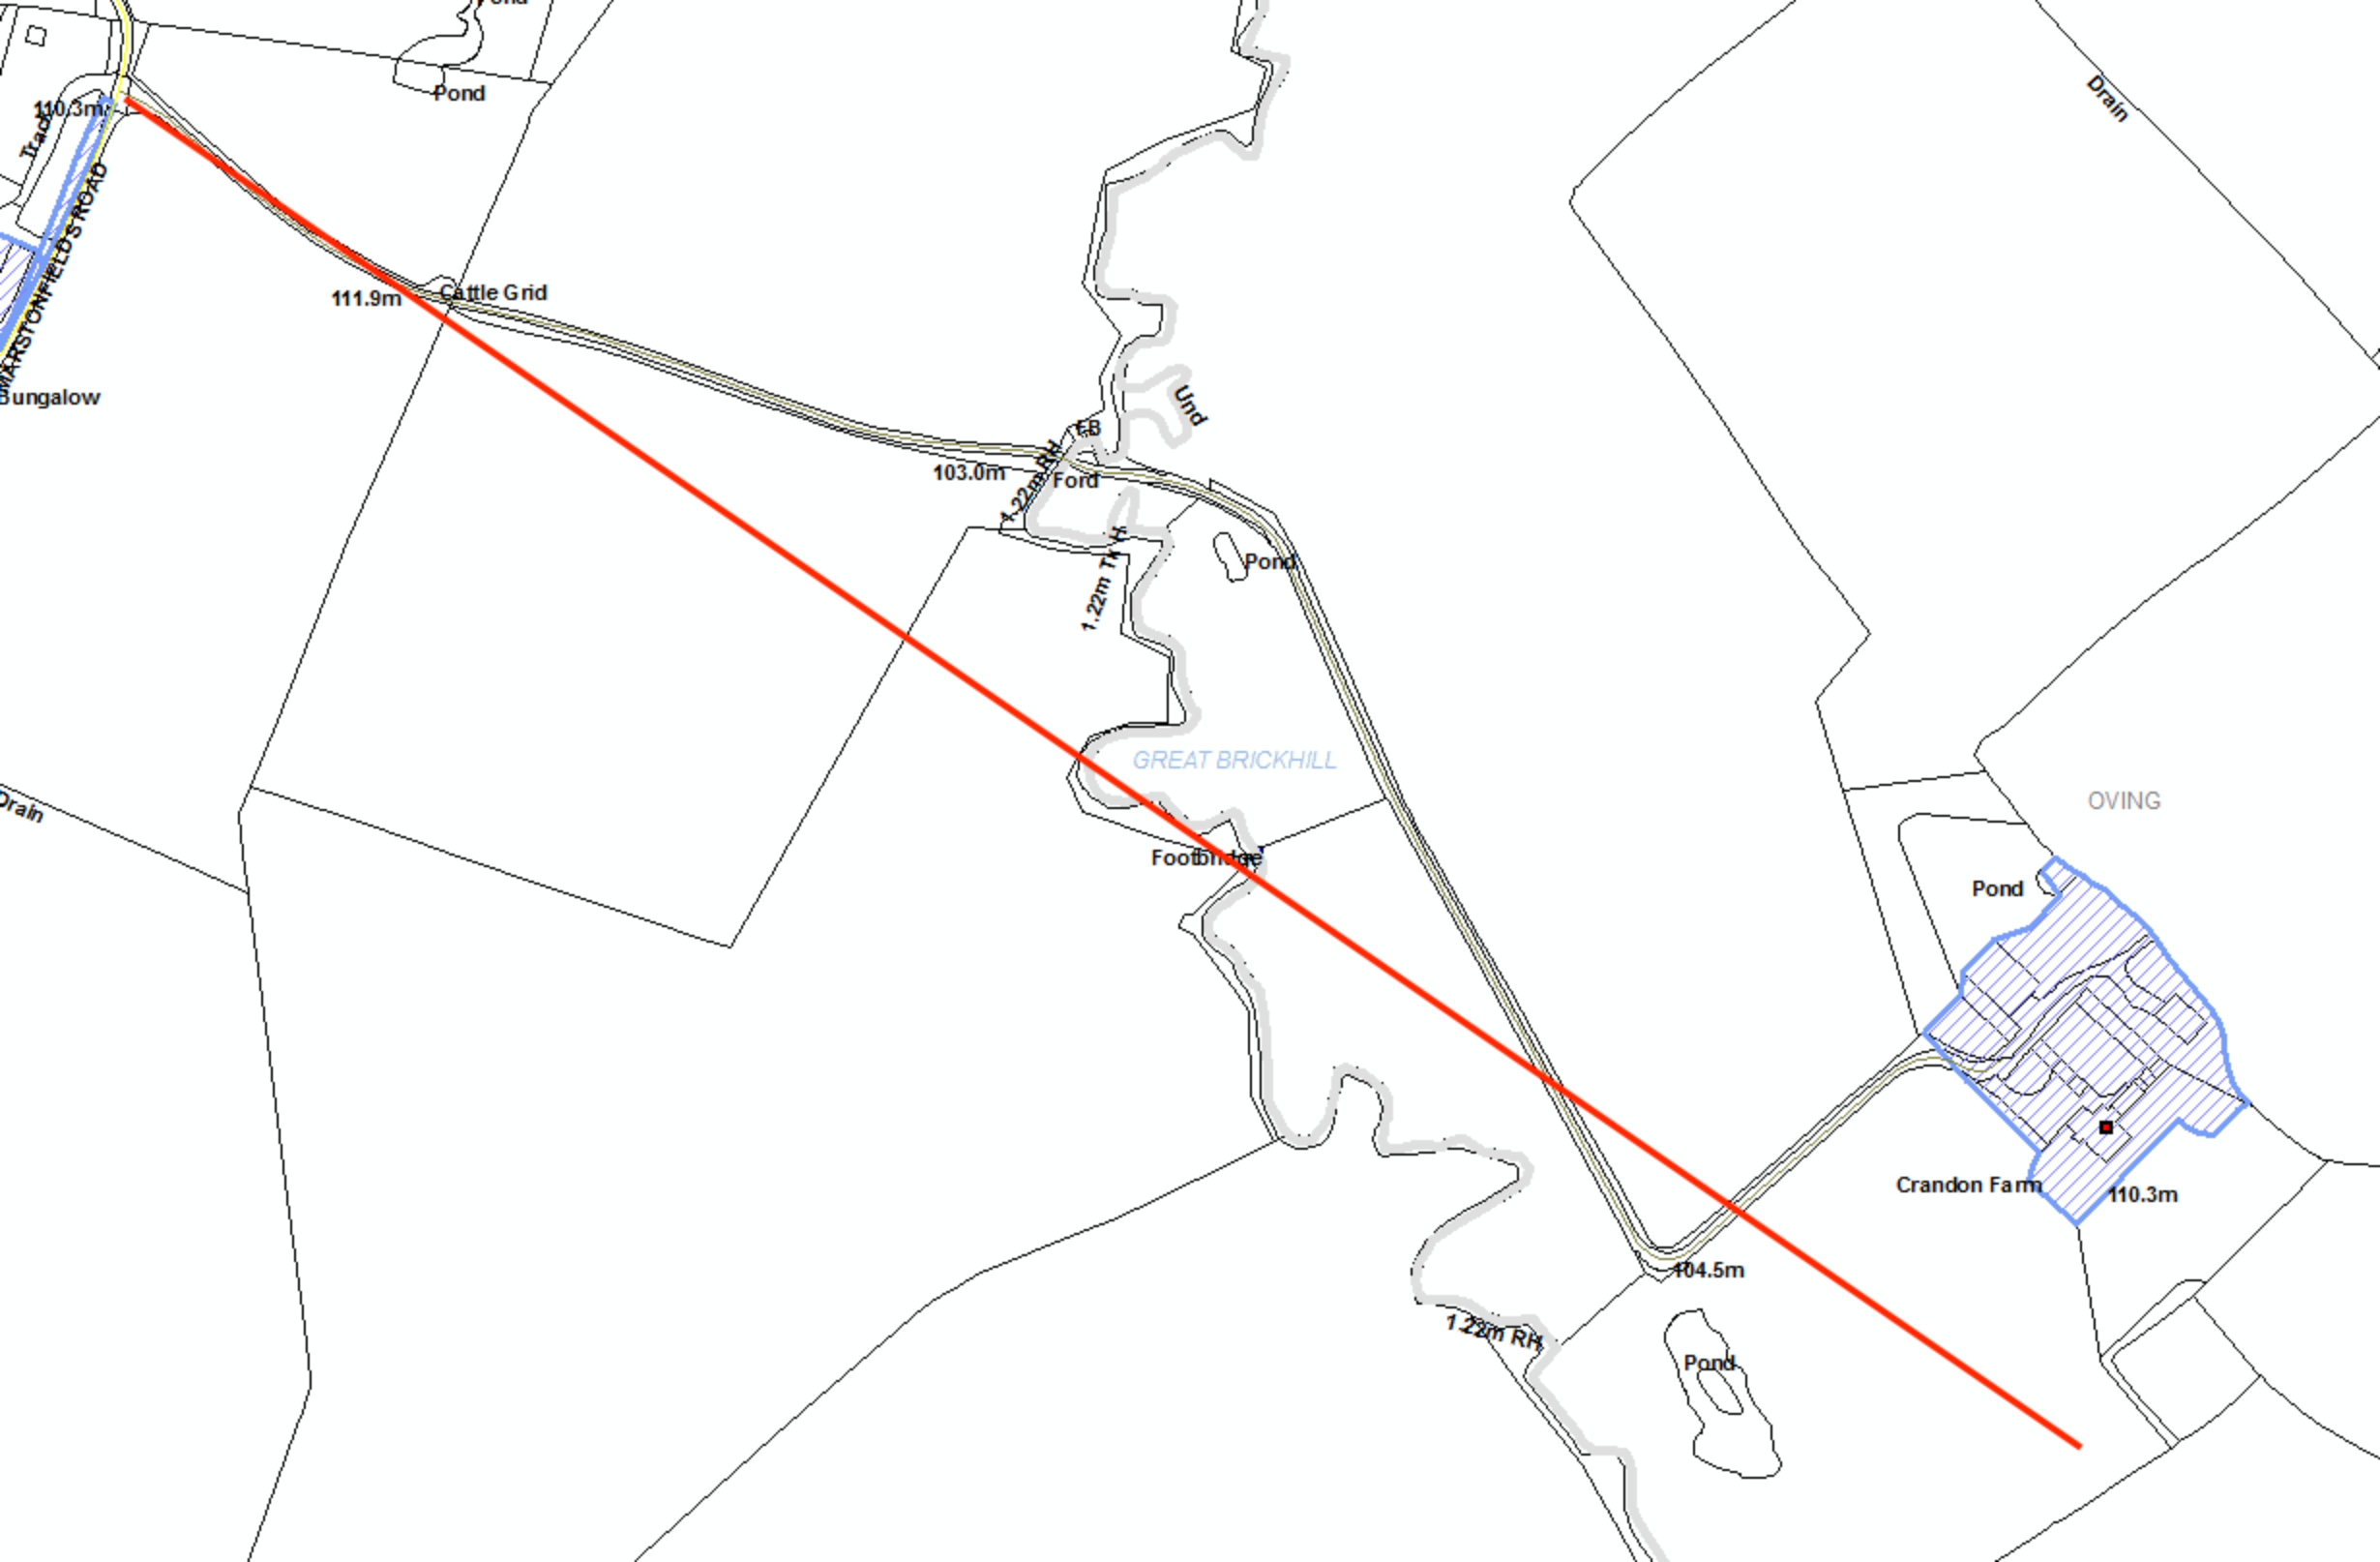 Pond
Pond
110.3m
Track
MARSTONFIELDS ROAD
Drain
111.9m
Cattle Grid
Bungalow
Und
FB
103.0m
1.22m RH
Ford
Pond
1.22m Tk H
GREAT BRICKHILL
OVING
Drain
Footbridge
Pond
Crandon Farm
110.3m
104.5m
1.22m RH
Pond